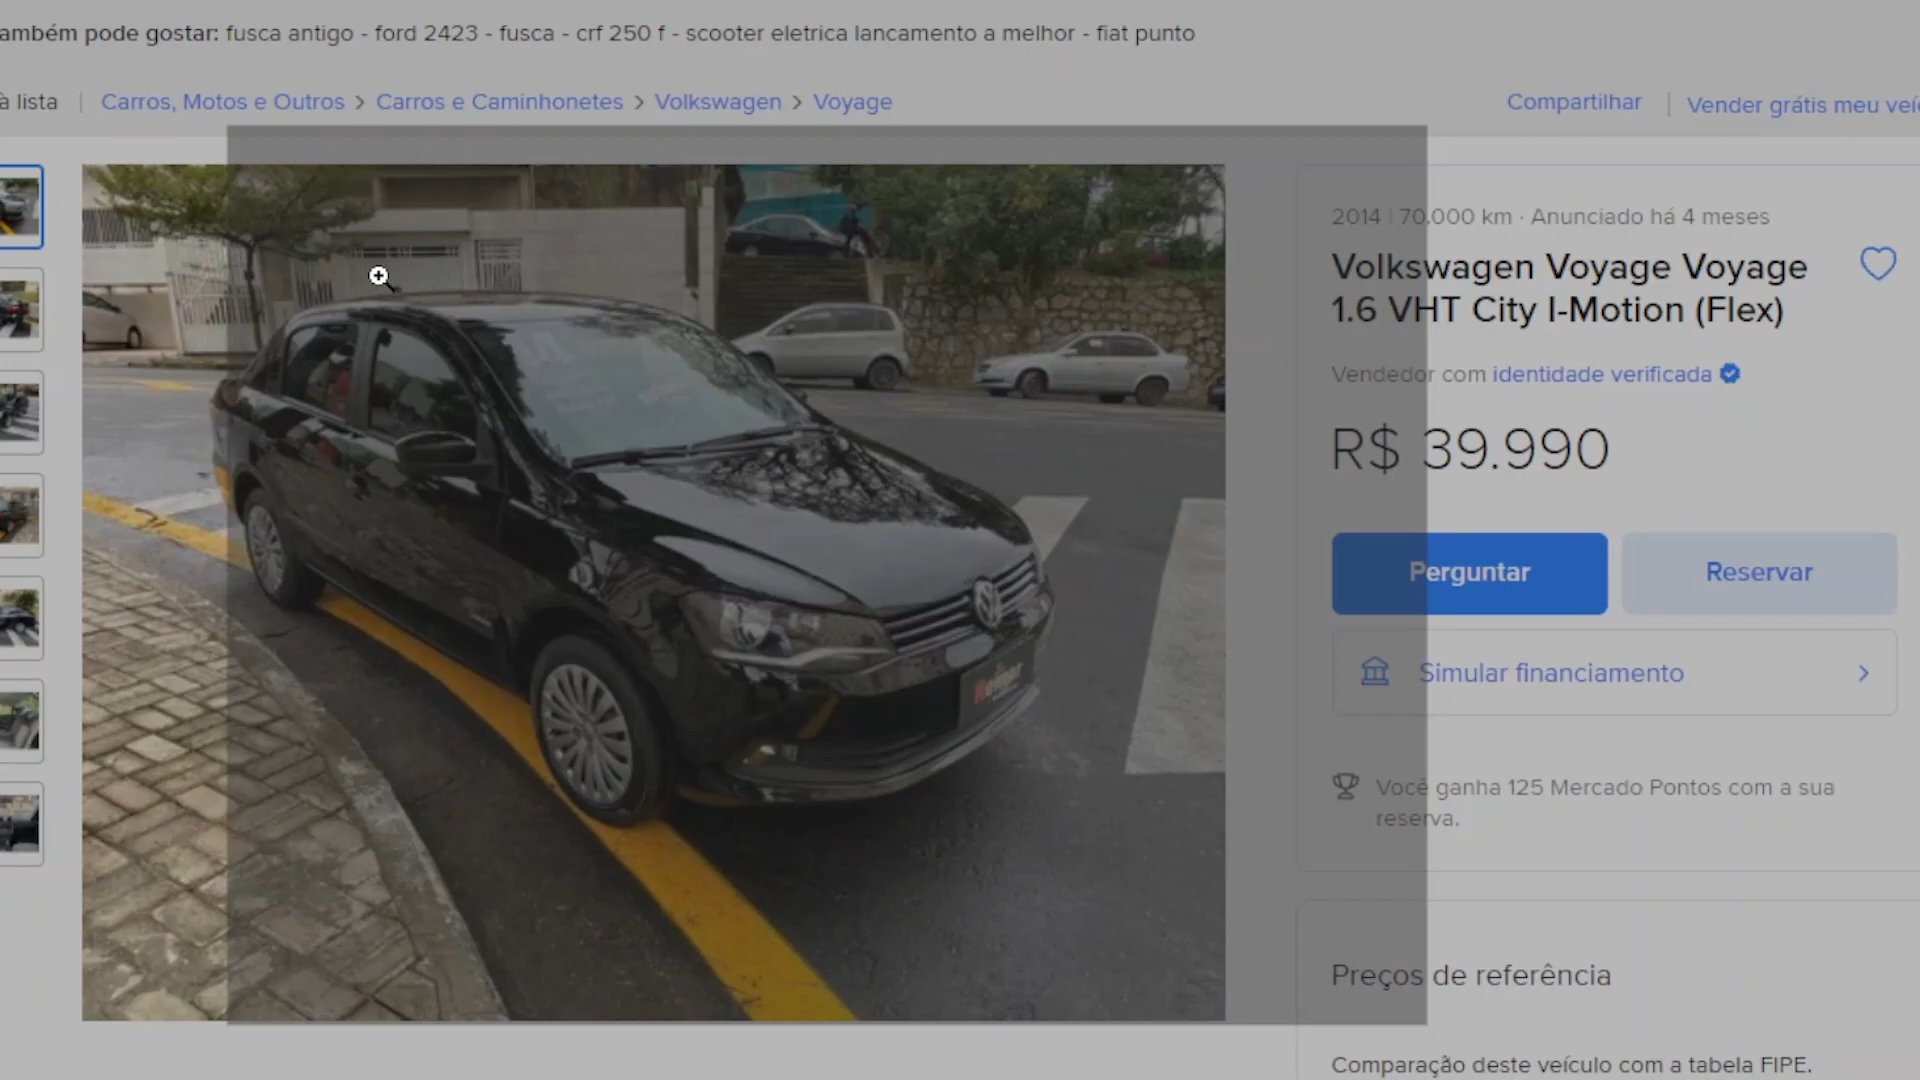 ambém pode gostar: fusca antigo - ford 2423 - fusca - crf 250 f - scooter eletrica lancamento a melhor - fiat punto
à lista | Carros, Motos e Outros > Carros e Caminhonetes > Volkswagen > Voyage
Compartilhar | Vender grátis meu veíc
2014 | 70.000 km · Anunciado há 4 meses
Volkswagen Voyage Voyage
1.6 VHT City I-Motion (Flex)
Vendedor com identidade verificada
R$ 39.990
Perguntar
Reservar
Simular financiamento
Você ganha 125 Mercado Pontos com a sua
reserva.
Preços de referência
Comparação deste veículo com a tabela FIPE.